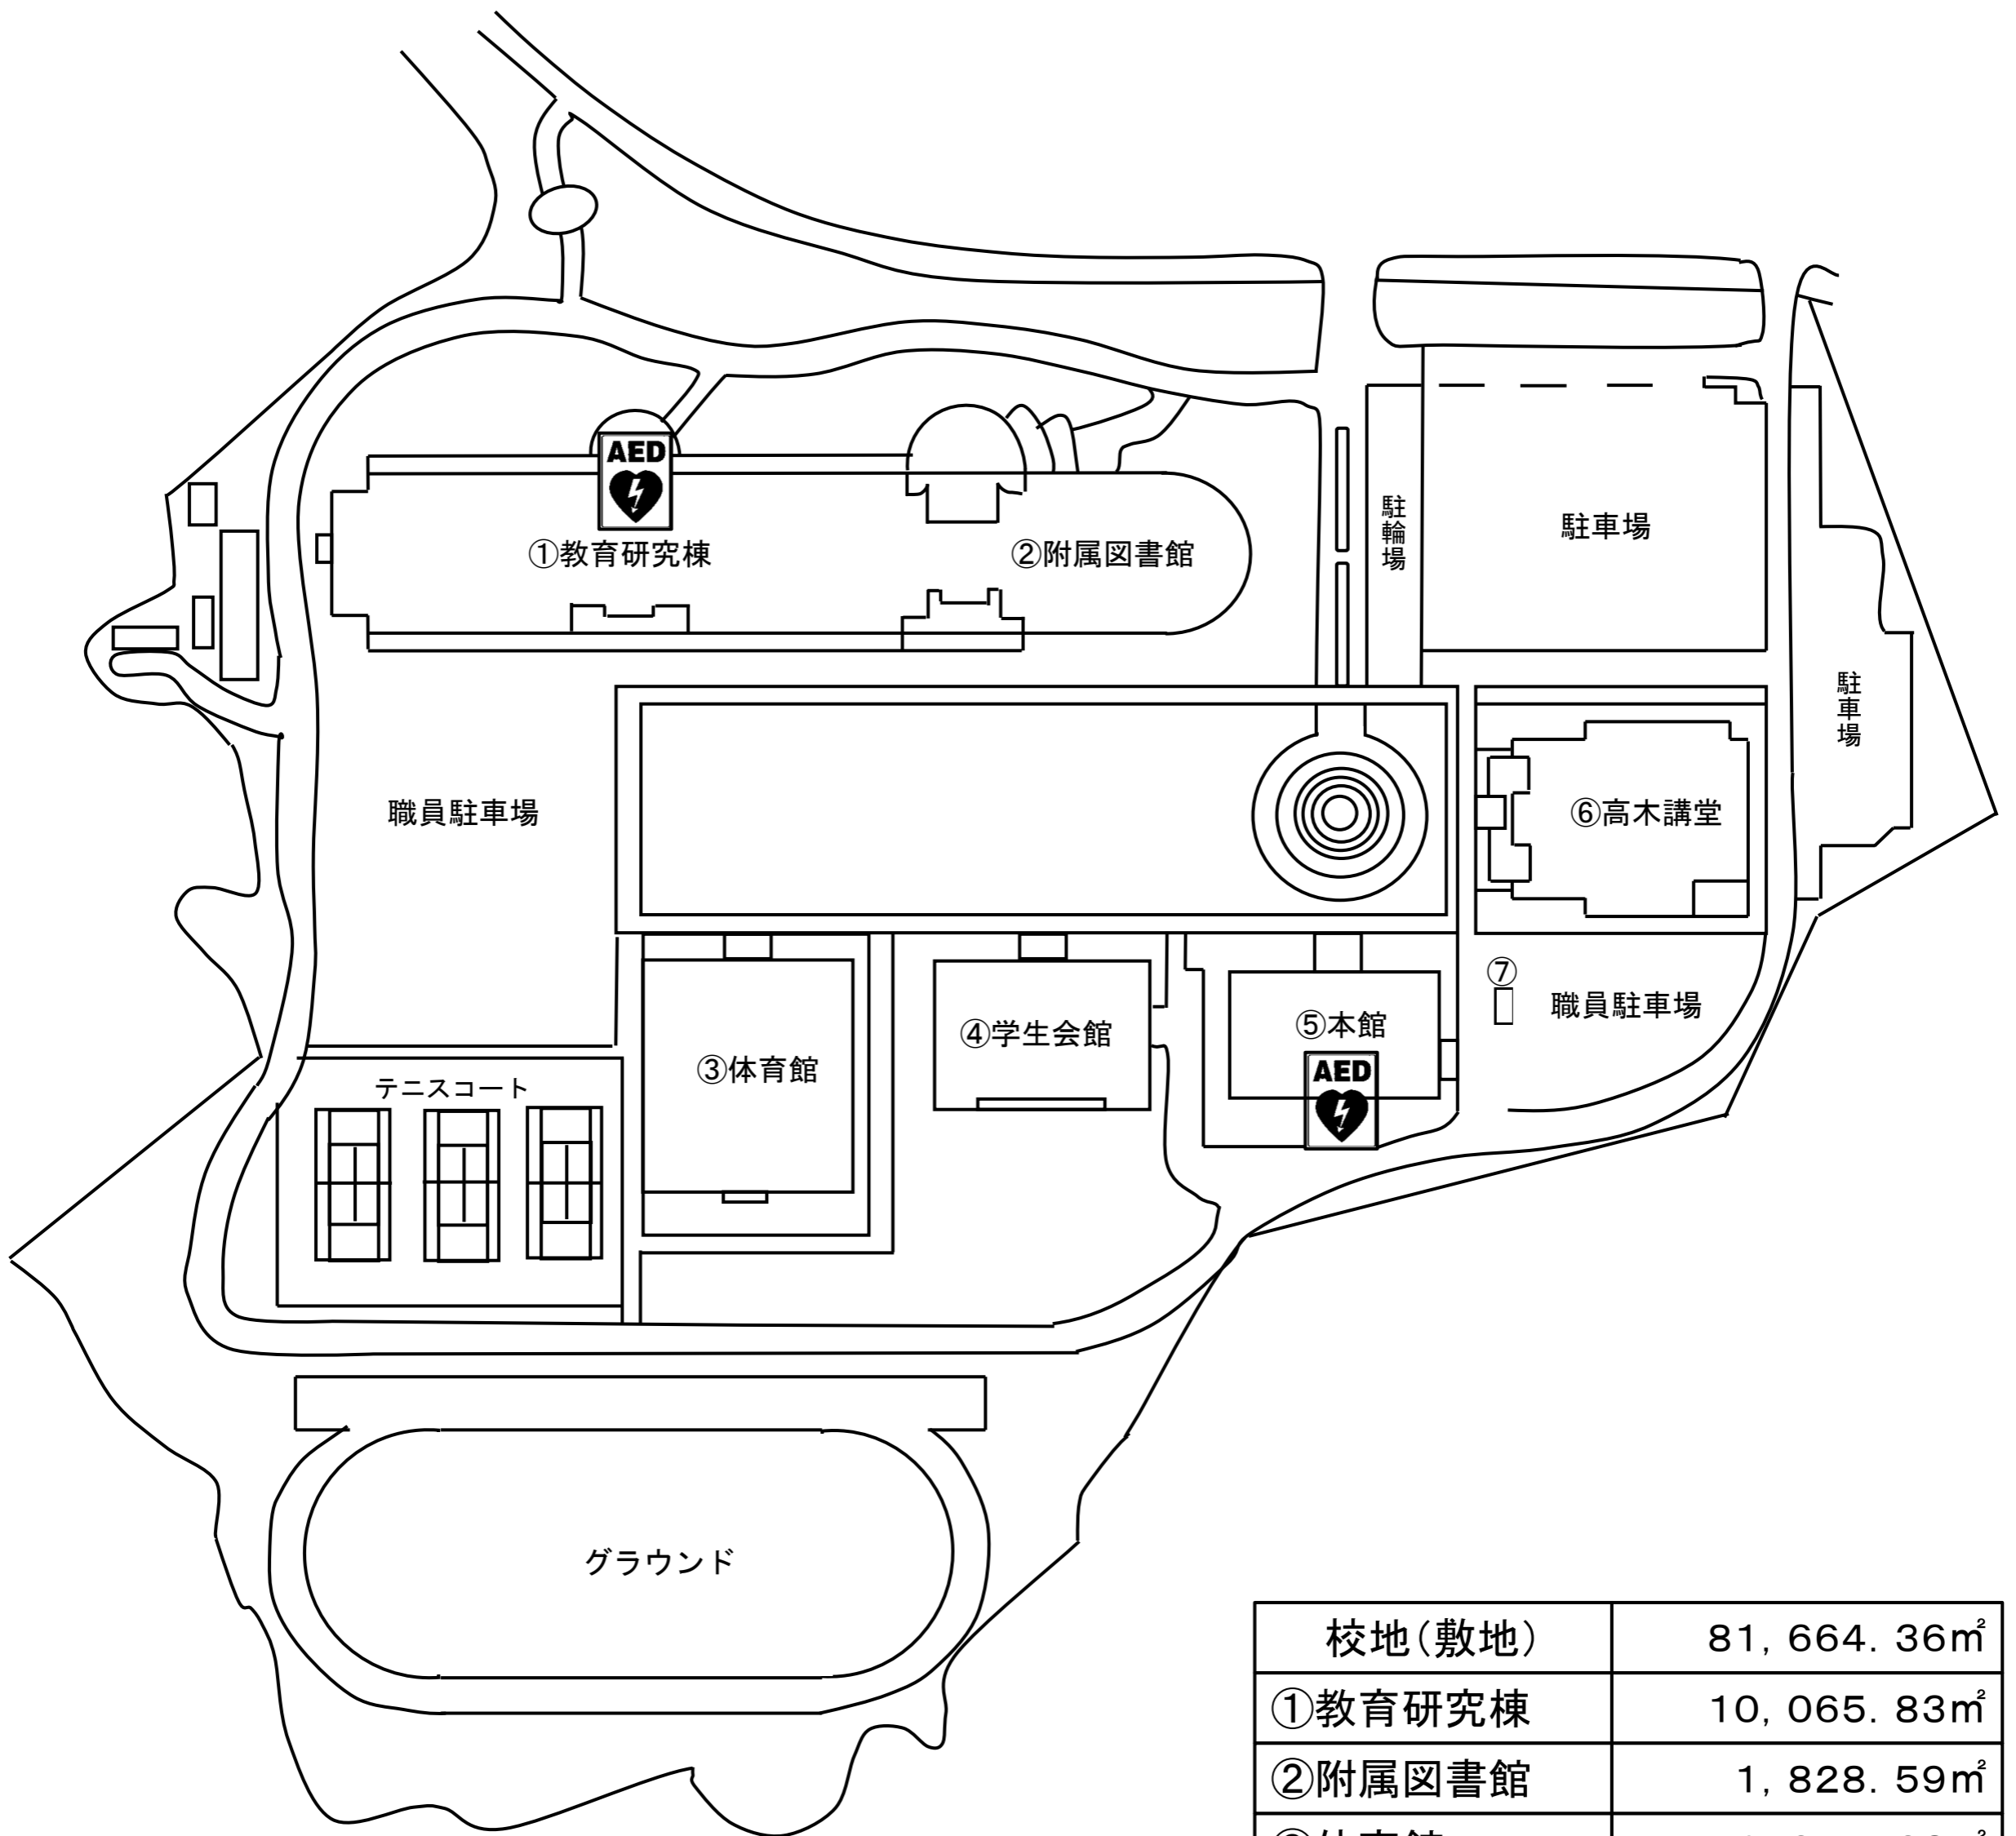 AED
①教育研究棟
②附属図書館
駐輪場
駐車場
駐車場
職員駐車場
⑥高木講堂
⑦
職員駐車場
③体育館
④学生会館
⑤本館
AED
テニスコート
グラウンド
校地(敷地) 81,664.36㎡
①教育研究棟 10,065.83㎡
②附属図書館 1,828.59㎡